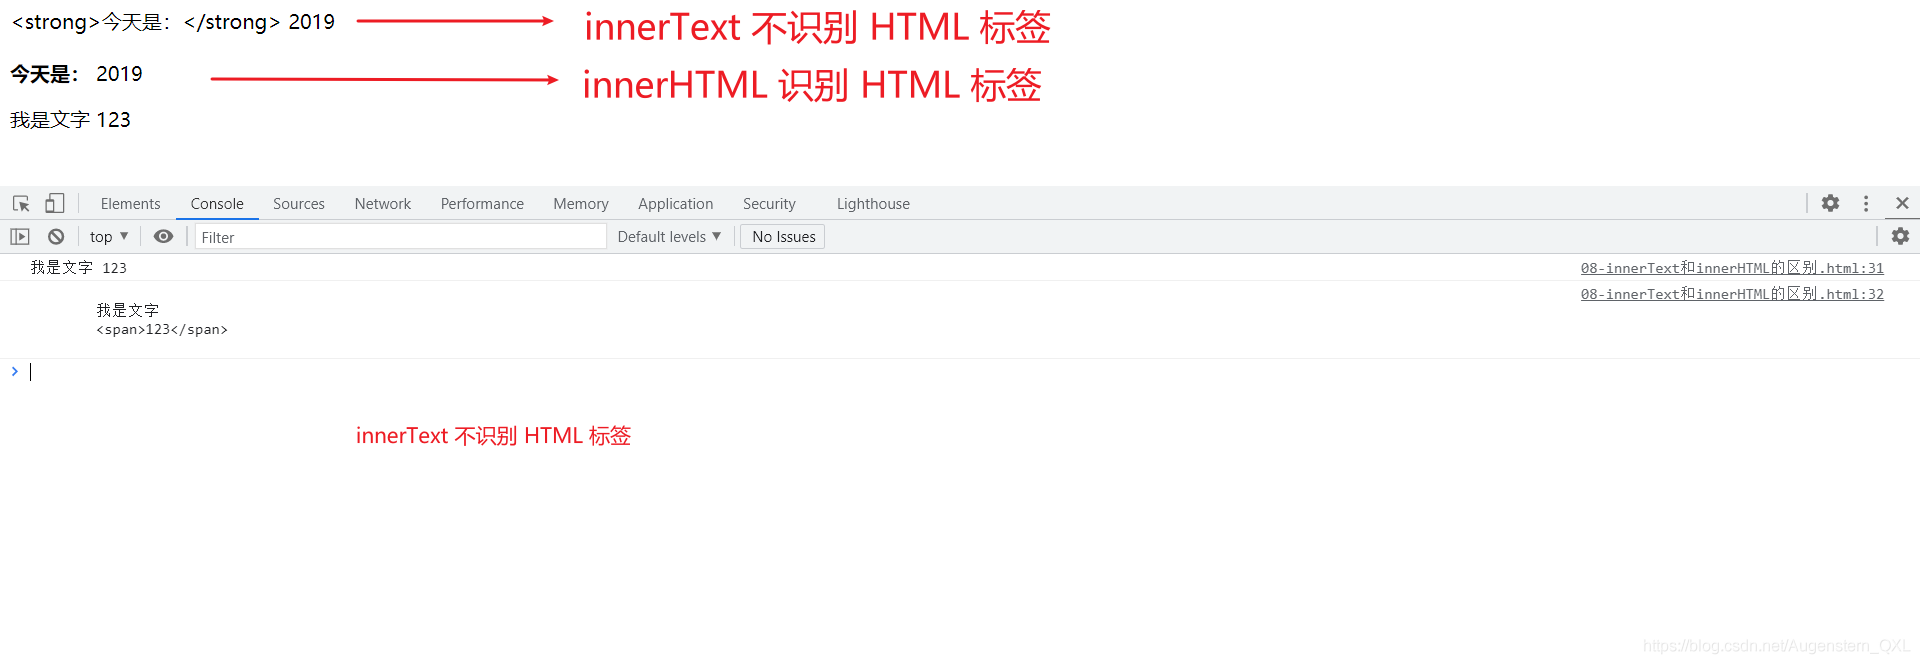 <strong>今天是：</strong> 2019
innerText 不识别 HTML 标签
今天是： 2019
innerHTML 识别 HTML 标签
我是文字 123
Elements Console Sources Network Performance Memory Application Security Lighthouse
top ▼ Filter Default levels ▼ No Issues
我是文字 123 08-innerText和innerHTML的区别.html:31
08-innerText和innerHTML的区别.html:32
我是文字
<span>123</span>
innerText 不识别 HTML 标签
https://blog.csdn.net/Augenstern_QXL